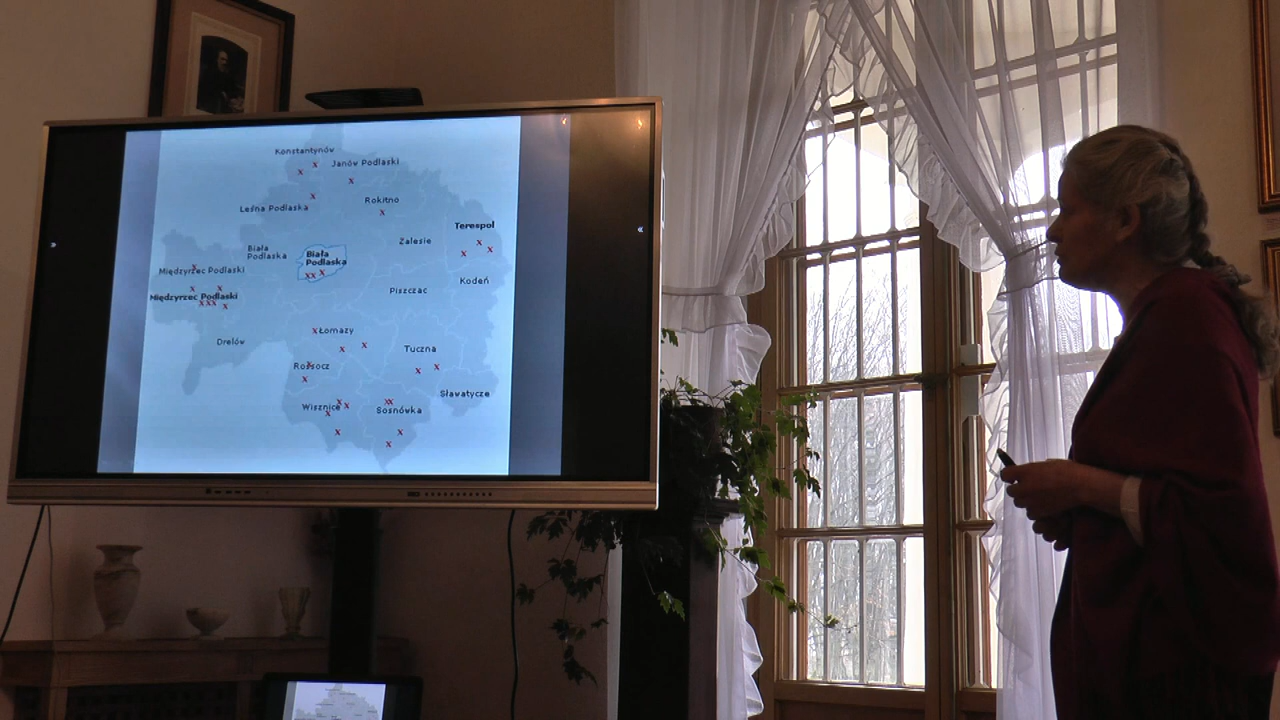 Konstantynów
Janów Podlaski
Leśna Podlaska
Rokitno
Terespol
Zalesie
Biała
Podlaska
Biała
Podlaska
Międzyrzec Podlaski
Kodeń
Piszczac
Międzyrzec Podlaski
Łomazy
Drelów
Tuczna
Rossocz
Sławatycze
Wisznice
Sosnówka